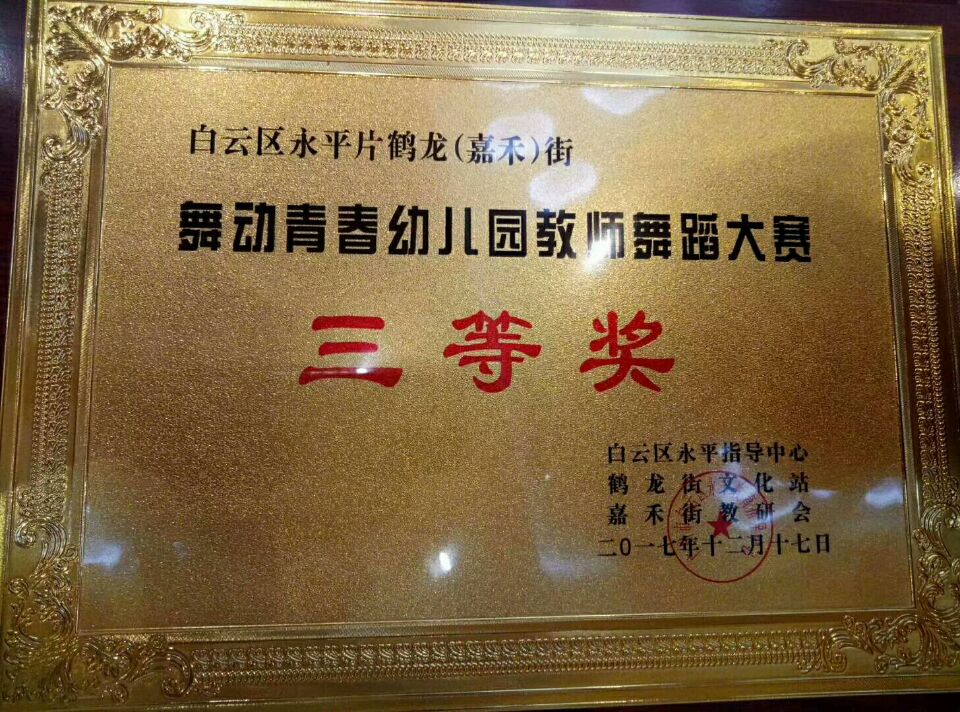 白云区永平片鹤龙(嘉禾)街
舞动青春幼儿园教师舞蹈大赛
三等奖
白云区永平指导中心
鹤龙街文化站
嘉禾街教研会
二〇一七年十二月十七日